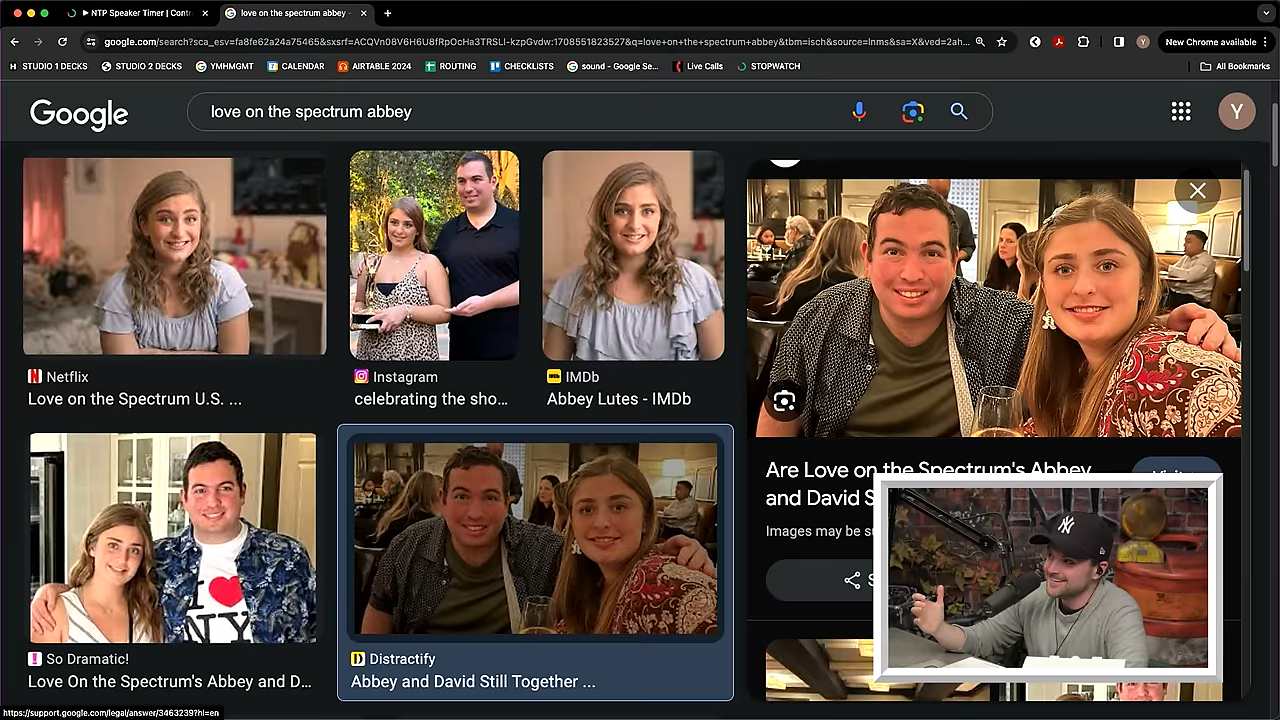 ▶ NTP Speaker Timer | Contr
love on the spectrum abbey -
google.com/search?sca_esv=fa8fe62a24a75465&sxsrf=ACQVn08V6H6U8fRpOcHa3TRSLI-kzpGvdw:1708551823527&q=love+on+the+spectrum+abbey&tbm=isch&source=lnms&sa=X&ved=2ah...
New Chrome available
H STUDIO 1 DECKS
STUDIO 2 DECKS
YMHMGMT
CALENDAR
AIRTABLE 2024
ROUTING
CHECKLISTS
sound - Google Se...
Live Calls
STOPWATCH
All Bookmarks
Google
love on the spectrum abbey
Y
Netflix
Love on the Spectrum U.S. ...
Instagram
celebrating the sho...
IMDb
Abbey Lutes - IMDb
So Dramatic!
Love On the Spectrum's Abbey and D...
I
NY
Distractify
Abbey and David Still Together ...
Are Love on the Spectrum's Abbey
and David S
Images may be su
https://support.google.com/legal/answer/3463239?hl=en